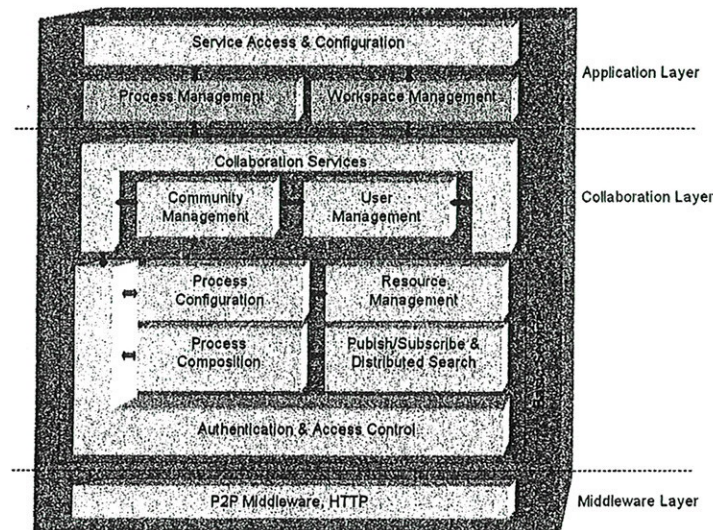 Service Access & Configuration
Application Layer
Process Management
Workspace Management
Collaboration Services
Collaboration Layer
Community
Management
User
Management
Process
Configuration
Resource
Management
Process
Composition
Publish/Subscribe &
Distributed Search
Authentication & Access Control
P2P Middleware, HTTP
Middleware Layer